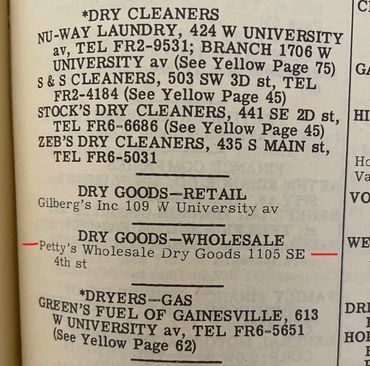 *DRY CLEANERS
NU-WAY LAUNDRY, 424 W UNIVERSITY
av, TEL FR2-9531; BRANCH 1706 W
UNIVERSITY av (See Yellow Page 75)
S & S CLEANERS, 503 SW 3D st, TEL
FR2-4184 (See Yellow Page 45)
STOCK'S DRY CLEANERS, 441 SE 2D st,
TEL FR6-6686 (See Yellow Page 45)
ZEB'S DRY CLEANERS, 435 S MAIN st,
TEL FR6-5031
DRY GOODS—RETAIL
Gilberg's Inc 109 W University av
DRY GOODS—WHOLESALE
Petty's Wholesale Dry Goods 1105 SE
4th st
*DRYERS—GAS
GREEN'S FUEL OF GAINESVILLE, 613
W UNIVERSITY av, TEL FR6-5651
(See Yellow Page 62)